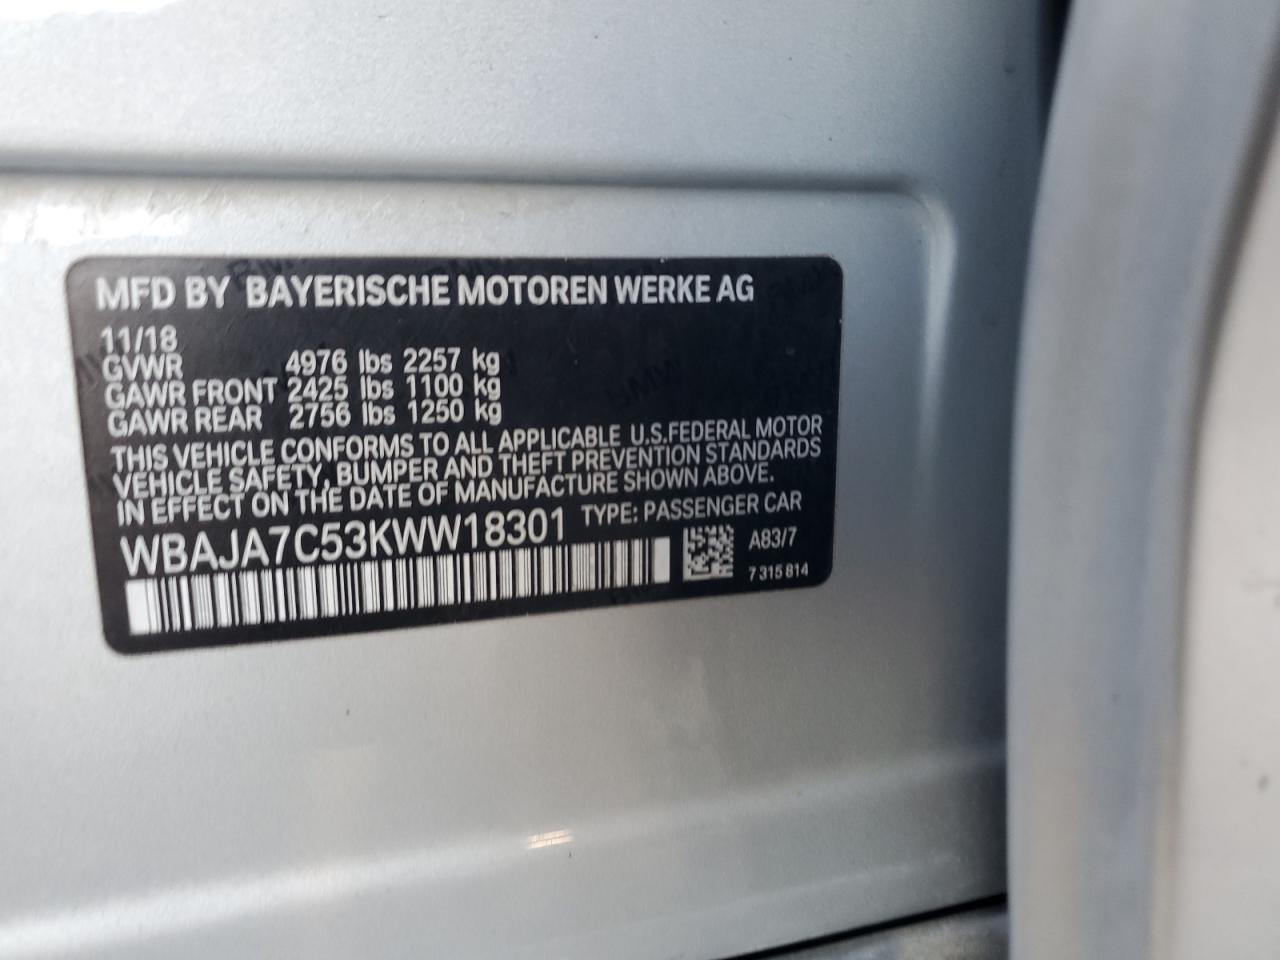 MFD BY BAYERISCHE MOTOREN WERKE AG
11/18
GVWR 4976 lbs 2257 kg
GAWR FRONT 2425 lbs 1100 kg
GAWR REAR 2756 lbs 1250 kg
THIS VEHICLE CONFORMS TO ALL APPLICABLE U.S.FEDERAL MOTOR
VEHICLE SAFETY, BUMPER AND THEFT PREVENTION STANDARDS
IN EFFECT ON THE DATE OF MANUFACTURE SHOWN ABOVE.
WBAJA7C53KWW18301 TYPE: PASSENGER CAR
A83/7
7 315 814